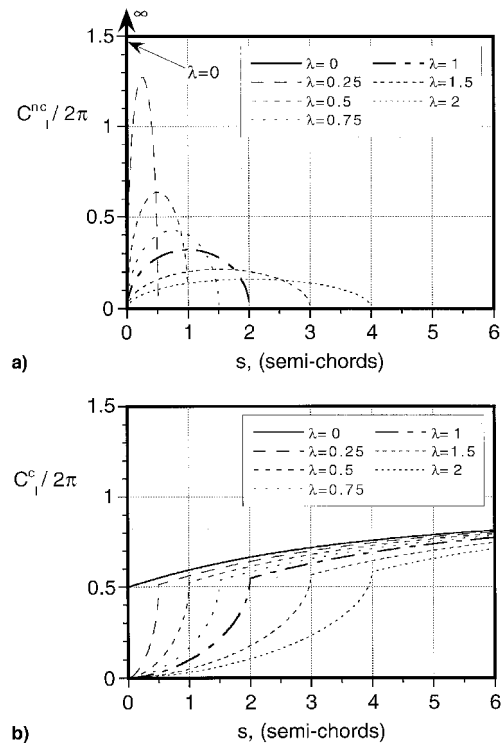 ∞
1.5
λ=0
λ=0
λ=1
λ=0.25
λ=1.5
λ=0.5
λ=2
λ=0.75
C^nc_l / 2π
1
0.5
0
0 1 2 3 4 5 6
s, (semi-chords)
a)
1.5
λ=0
λ=1
λ=0.25
λ=1.5
λ=0.5
λ=2
λ=0.75
C^c_l / 2π
1
0.5
0
0 1 2 3 4 5 6
s, (semi-chords)
b)